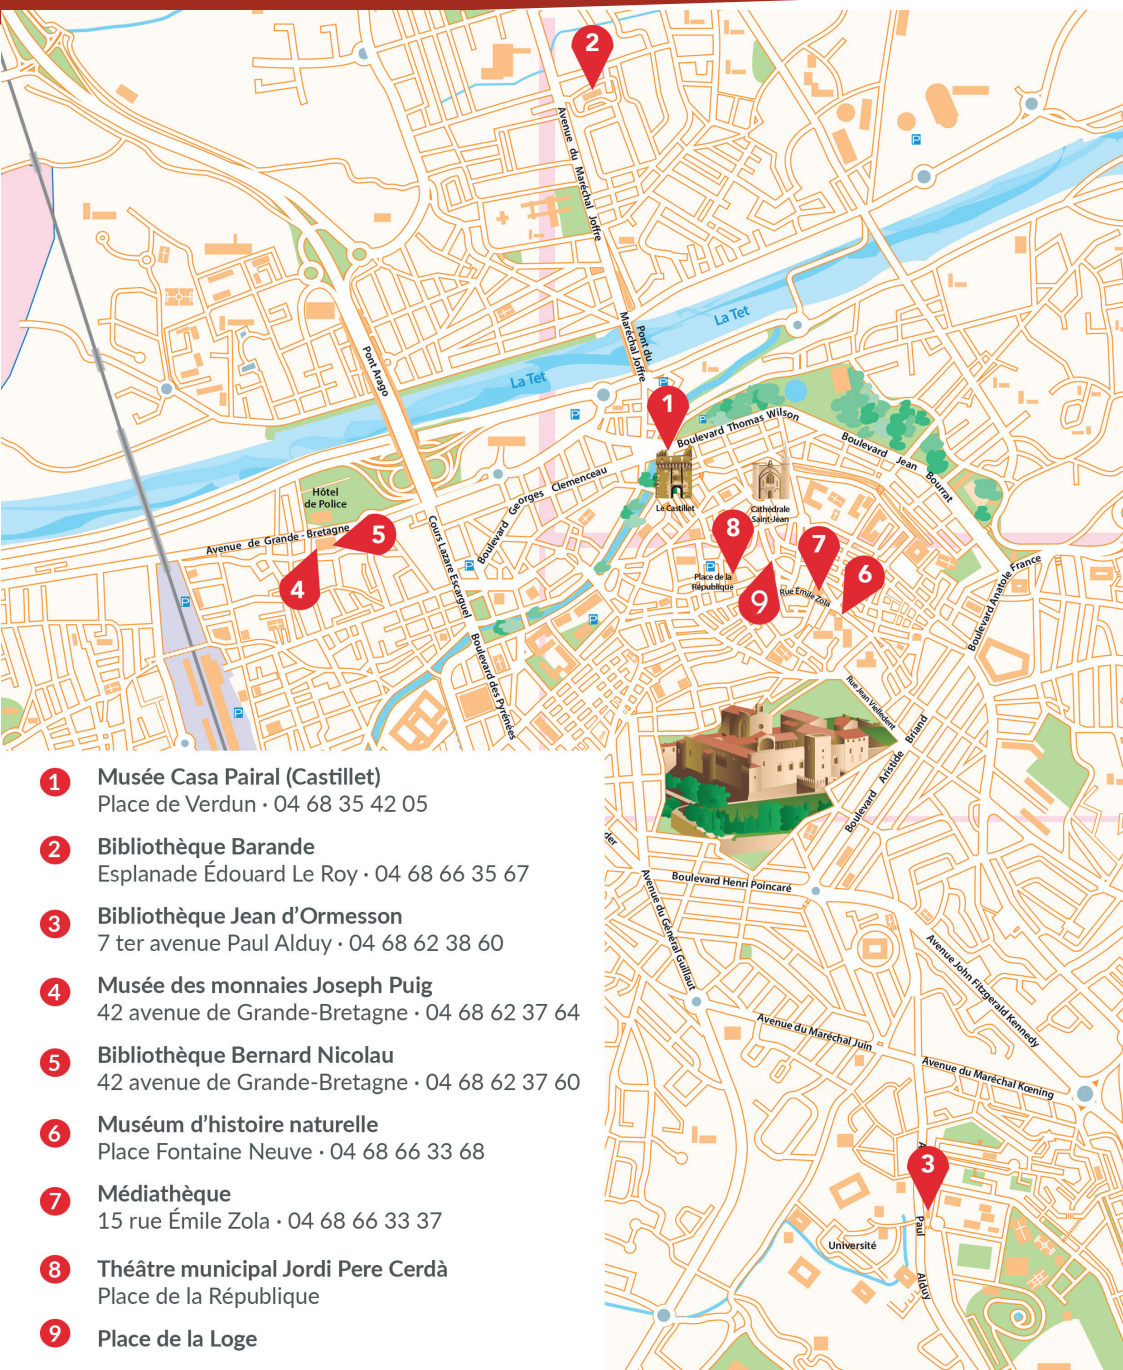 2
Avenue du Maréchal Joffre
La Tet
Pont du
Maréchal Joffre
Pont Arago
La Tet
1
Boulevard Thomas Wilson
Boulevard Jean Bourrat
Boulevard Georges Clemenceau
Le Castillet
Cathédrale
Saint-Jean
Hôtel
de Police
Avenue de Grande-Bretagne
5
4
Cours Lazare Escarguel
8
7
6
9
Place de la
République
Rue Émile Zola
Boulevard Anatole France
Boulevard des Pyrénées
Rue Jean Vielledent
Boulevard Aristide Briand
der
Boulevard Henri Poincaré
Avenue du Général Guillaut
Avenue John Fitzgerald Kennedy
Avenue du Maréchal Juin
Avenue du Maréchal Kœning
3
A
Paul
Alduy
Université
P
P
P
P
P
P
P
P
P
1 Musée Casa Pairal (Castillet)
Place de Verdun · 04 68 35 42 05
2 Bibliothèque Barande
Esplanade Édouard Le Roy · 04 68 66 35 67
3 Bibliothèque Jean d’Ormesson
7 ter avenue Paul Alduy · 04 68 62 38 60
4 Musée des monnaies Joseph Puig
42 avenue de Grande-Bretagne · 04 68 62 37 64
5 Bibliothèque Bernard Nicolau
42 avenue de Grande-Bretagne · 04 68 62 37 60
6 Muséum d’histoire naturelle
Place Fontaine Neuve · 04 68 66 33 68
7 Médiathèque
15 rue Émile Zola · 04 68 66 33 37
8 Théâtre municipal Jordi Pere Cerdà
Place de la République
9 Place de la Loge